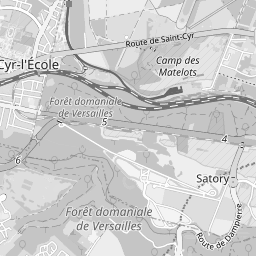 Route de Saint-Cyr
Camp des
Matelots
Cyr-l'École
Forêt domaniale
de Versailles
5
4
6
Satory
Forêt domaniale
de Versailles
Route de Dampierre